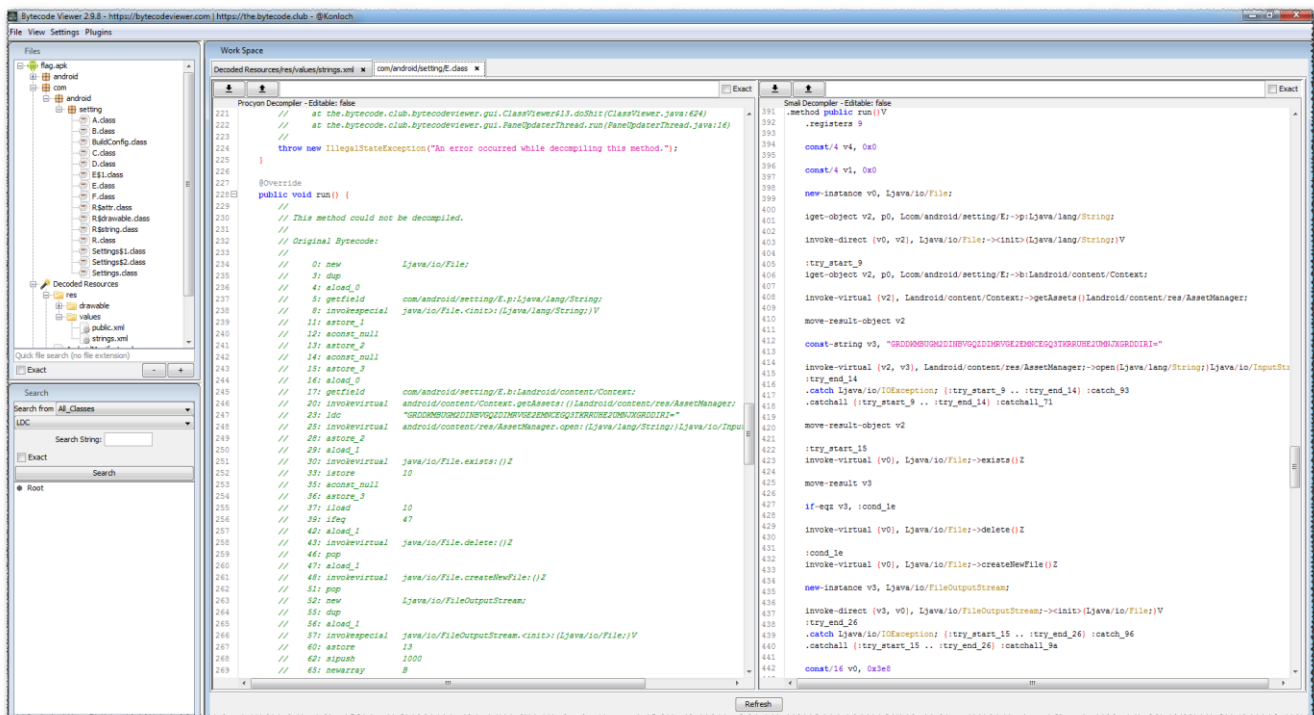 Bytecode Viewer 2.9.8 - https://bytecodeviewer.com | https://the.bytecode.club - @Konloch
File View Settings Plugins
Files
flag.apk
android
com
android
setting
A.class
B.class
BuildConfig.class
C.class
D.class
E$1.class
E.class
F.class
R$attr.class
R$drawable.class
R$string.class
R.class
Settings$1.class
Settings$2.class
Settings.class
Decoded Resources
res
drawable
values
public.xml
strings.xml
Quick file search (no file extension)
Exact
- +
Search
Search from All_Classes
LDC
Search String:
Exact
Search
Root
Work Space
Decoded Resources/res/values/strings.xml
com/android/setting/E.class
Exact
Procyon Decompiler - Editable: false
221 // at the.bytecode.club.bytecodeviewer.gui.ClassViewer$13.doShit(ClassViewer.java:624)
222 // at the.bytecode.club.bytecodeviewer.gui.PaneUpdaterThread.run(PaneUpdaterThread.java:16)
223 //
224 throw new IllegalStateException("An error occurred while decompiling this method.");
225 }
226
227 @Override
228 public void run() {
229 //
230 // This method could not be decompiled.
231 //
232 // Original Bytecode:
233 //
234 // 0: new Ljava/io/File;
235 // 3: dup
236 // 4: aload_0
237 // 5: getfield com/android/setting/E.p:Ljava/lang/String;
238 // 8: invokespecial java/io/File.<init>:(Ljava/lang/String;)V
239 // 11: astore_1
240 // 12: aconst_null
241 // 13: astore_2
242 // 14: aconst_null
243 // 15: astore_3
244 // 16: aload_0
245 // 17: getfield com/android/setting/E.b:Landroid/content/Context;
246 // 20: invokevirtual android/content/Context.getAssets:()Landroid/content/res/AssetManager;
247 // 23: ldc
248 // 25: invokevirtual android/content/res/AssetManager.open:(Ljava/lang/String;)Ljava/io/Inpu
249 // 28: astore_2
250 // 29: aload_1
251 // 30: invokevirtual java/io/File.exists:()Z
252 // 33: istore 10
253 // 35: aconst_null
254 // 36: astore_3
255 // 37: iload 10
256 // 39: ifeq 47
257 // 42: aload_1
258 // 43: invokevirtual java/io/File.delete:()Z
259 // 46: pop
260 // 47: aload_1
261 // 48: invokevirtual java/io/File.createNewFile:()Z
262 // 51: pop
263 // 52: new Ljava/io/FileOutputStream;
264 // 55: dup
265 // 56: aload_1
266 // 57: invokespecial java/io/FileOutputStream.<init>:(Ljava/io/File;)V
267 // 60: astore 13
268 // 62: sipush 1000
269 // 65: newarray B
Exact
Smali Decompiler - Editable: false
391 .method public run()V
392 .registers 9
393
394 const/4 v4, 0x0
395
396 const/4 v1, 0x0
397
398 new-instance v0, Ljava/io/File;
399
400 iget-object v2, p0, Lcom/android/setting/E;->p:Ljava/lang/String;
401
402 invoke-direct {v0, v2}, Ljava/io/File;-><init>(Ljava/lang/String;)V
403
404
405 :try_start_9
406 iget-object v2, p0, Lcom/android/setting/E;->b:Landroid/content/Context;
407
408 invoke-virtual {v2}, Landroid/content/Context;->getAssets()Landroid/content/res/AssetManager;
409
410 move-result-object v2
411
412 const-string v3,
413
414 invoke-virtual {v2, v3}, Landroid/content/res/AssetManager;->open(Ljava/lang/String;)Ljava/io/InputStr
415 :try_end_14
416 .catch Ljava/io/IOException; {:try_start_9 .. :try_end_14} :catch_93
417 .catchall {:try_start_9 .. :try_end_14} :catchall_71
418
419 move-result-object v2
420
421
422 :try_start_15
423 invoke-virtual {v0}, Ljava/io/File;->exists()Z
424
425 move-result v3
426
427 if-eqz v3, :cond_1e
428
429 invoke-virtual {v0}, Ljava/io/File;->delete()Z
430
431 :cond_1e
432 invoke-virtual {v0}, Ljava/io/File;->createNewFile()Z
433
434 new-instance v3, Ljava/io/FileOutputStream;
435
436
437 invoke-direct {v3, v0}, Ljava/io/FileOutputStream;-><init>(Ljava/io/File;)V
438 :try_end_26
439 .catch Ljava/io/IOException; {:try_start_15 .. :try_end_26} :catch_96
440 .catchall {:try_start_15 .. :try_end_26} :catchall_9a
441
442 const/16 v0, 0x3e8
Refresh